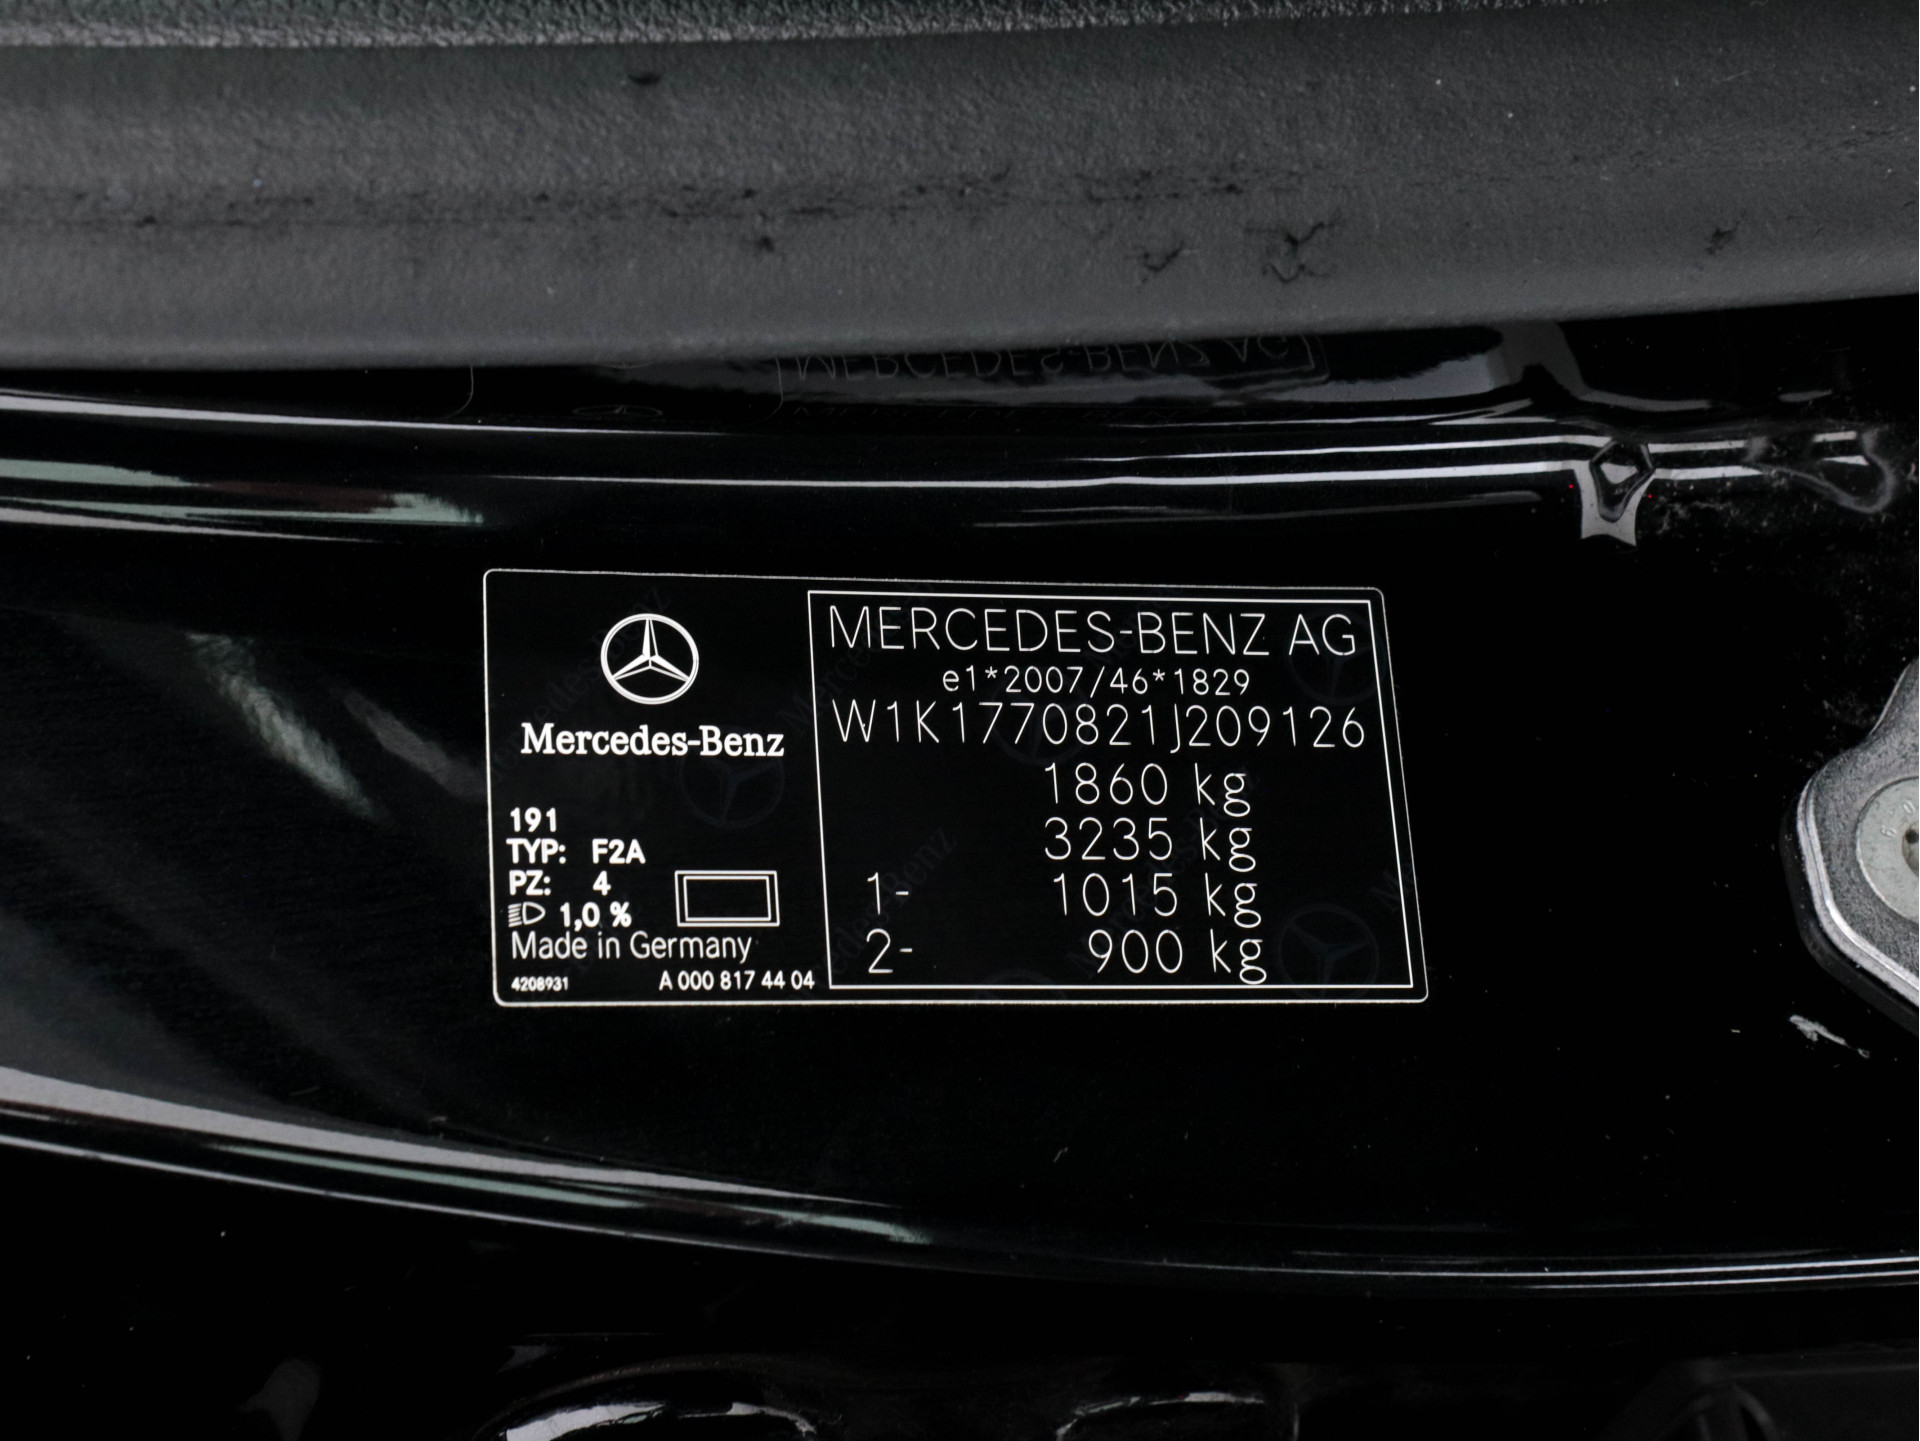 Mercedes-Benz
191
TYP: F2A
PZ: 4
1,0 %
Made in Germany
4208931 A 000 817 44 04
MERCEDES-BENZ AG
e1*2007/46*1829
W1K1770821J209126
1860 kg
3235 kg
1- 1015 kg
2- 900 kg